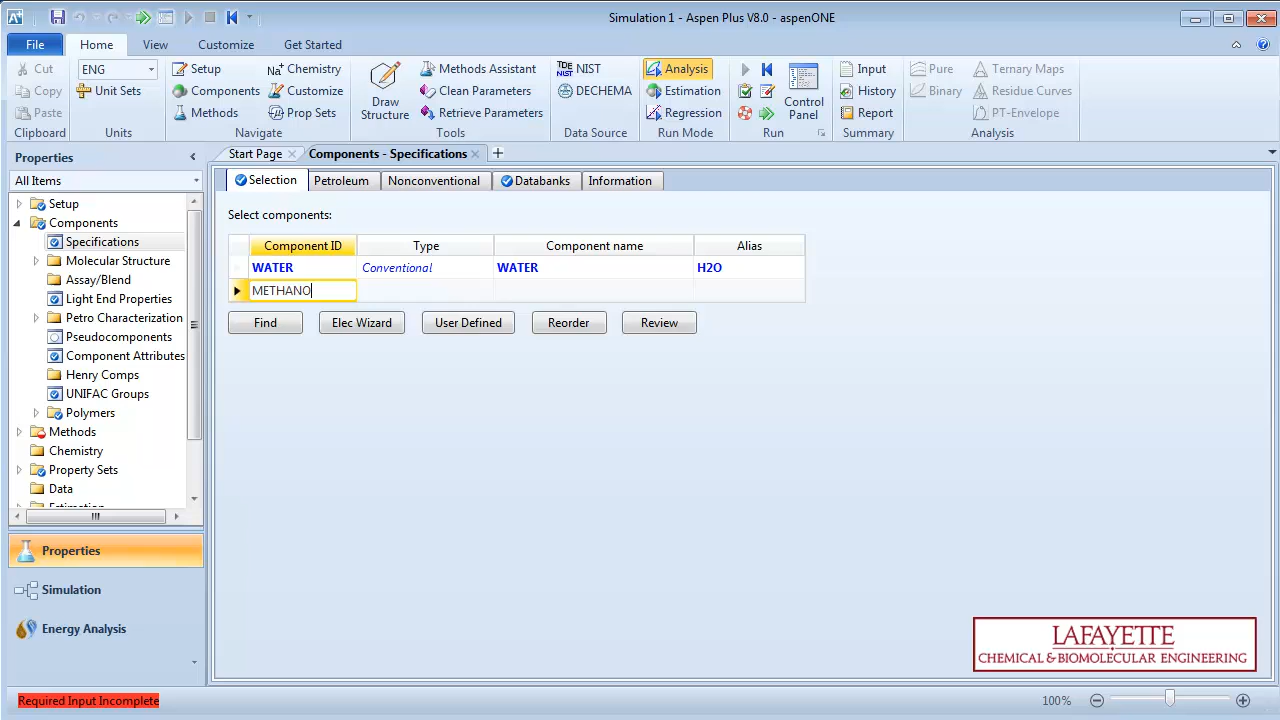 Simulation 1 - Aspen Plus V8.0 - aspenONE
File Home View Customize Get Started
Cut ENG Setup Chemistry Methods Assistant NIST Analysis Input Pure Ternary Maps
Copy Unit Sets Components Customize Clean Parameters DECHEMA Estimation History Binary Residue Curves
Paste Methods Prop Sets Draw Structure Retrieve Parameters Regression Control Panel Report PT-Envelope
Clipboard Units Navigate Tools Data Source Run Mode Run Summary Analysis
Properties
All Items
Start Page Components - Specifications
Selection Petroleum Nonconventional Databanks Information
Setup
Components
Specifications
Molecular Structure
Assay/Blend
Light End Properties
Petro Characterization
Pseudocomponents
Component Attributes
Henry Comps
UNIFAC Groups
Polymers
Methods
Chemistry
Property Sets
Data
Estimation
Properties
Simulation
Energy Analysis
Select components:
Component ID Type Component name Alias
WATER Conventional WATER H2O
METHANO
Find Elec Wizard User Defined Reorder Review
LAFAYETTE
CHEMICAL & BIOMOLECULAR ENGINEERING
Required Input Incomplete
100%